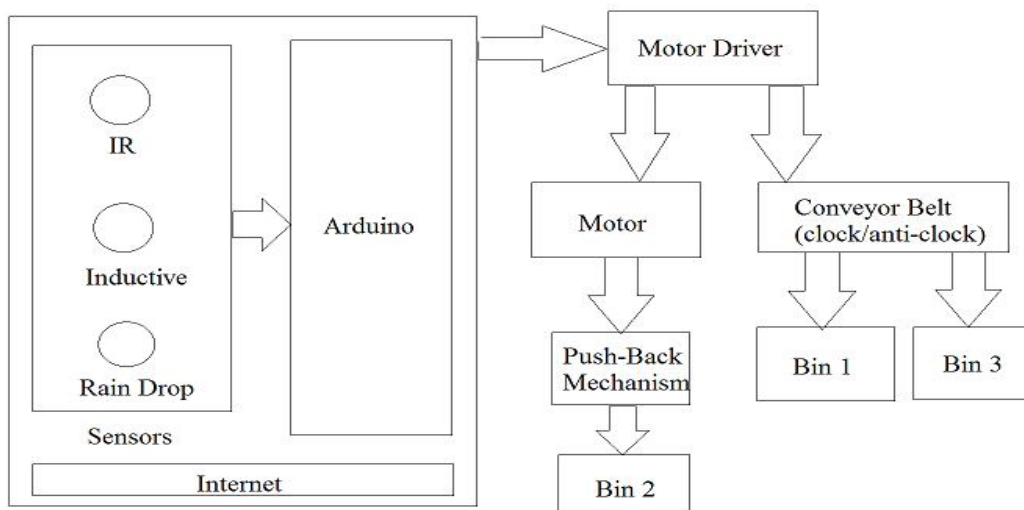 IR
Inductive
Rain Drop
Sensors
Arduino
Internet
Motor Driver
Motor
Conveyor Belt
(clock/anti-clock)
Push-Back
Mechanism
Bin 1
Bin 3
Bin 2